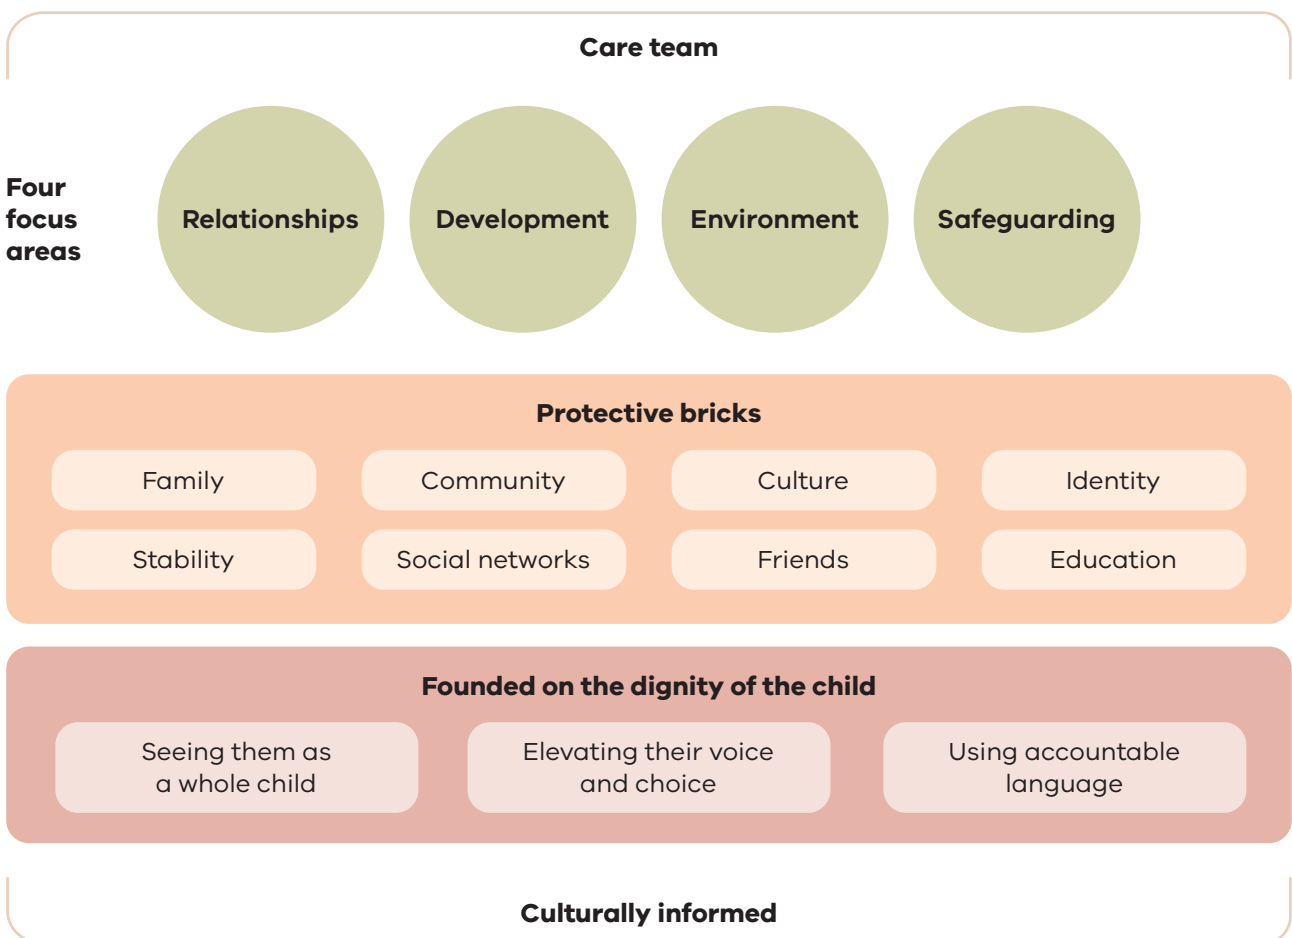 Care team
Four
focus
areas
Relationships
Development
Environment
Safeguarding
Protective bricks
Family
Community
Culture
Identity
Stability
Social networks
Friends
Education
Founded on the dignity of the child
Seeing them as
a whole child
Elevating their voice
and choice
Using accountable
language
Culturally informed